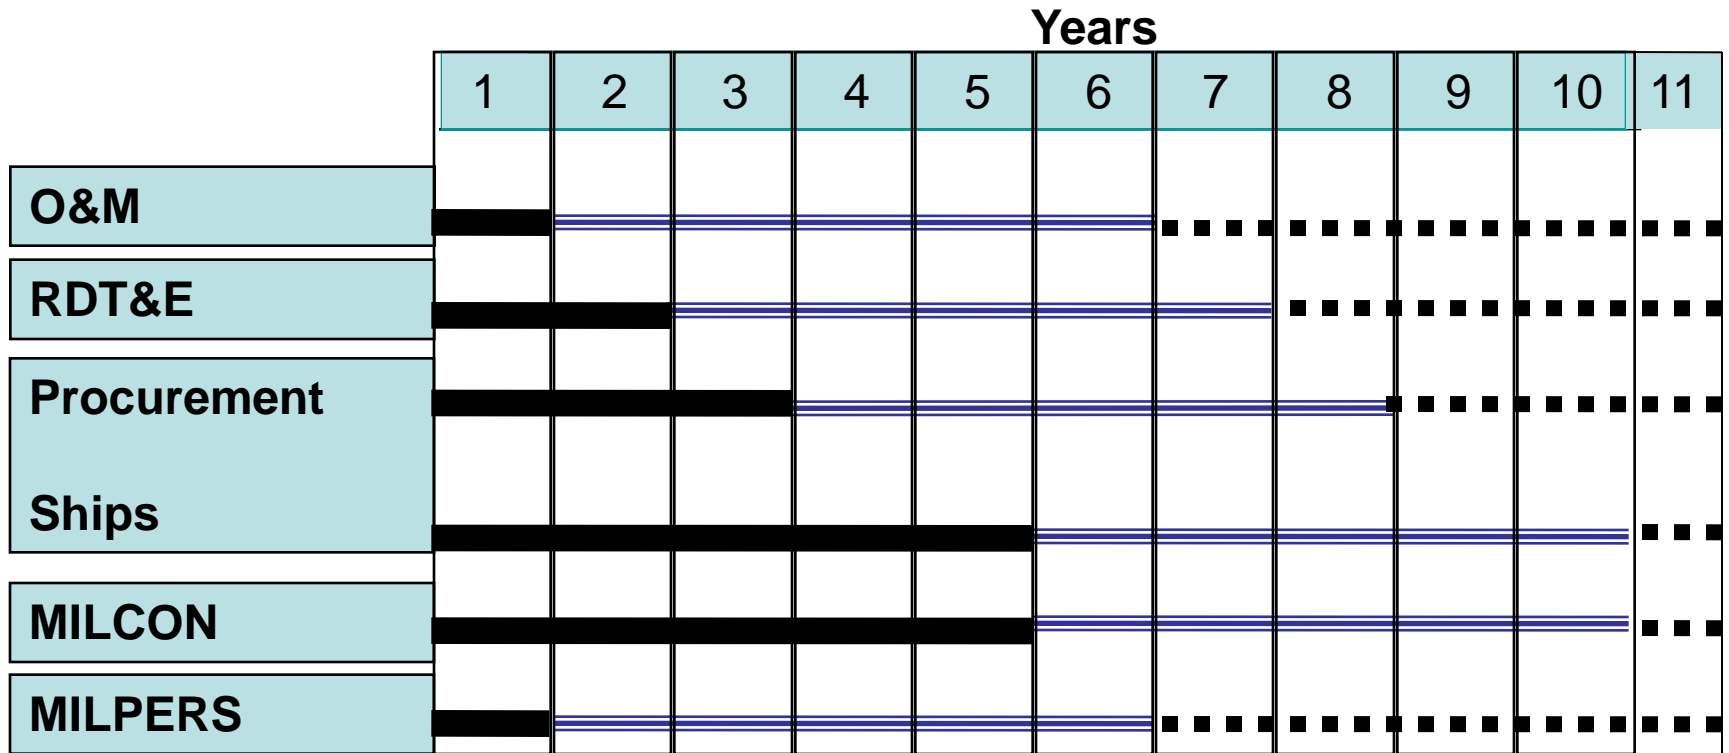 Years
1 2 3 4 5 6 7 8 9 10 11
O&M
RDT&E
Procurement
Ships
MILCON
MILPERS